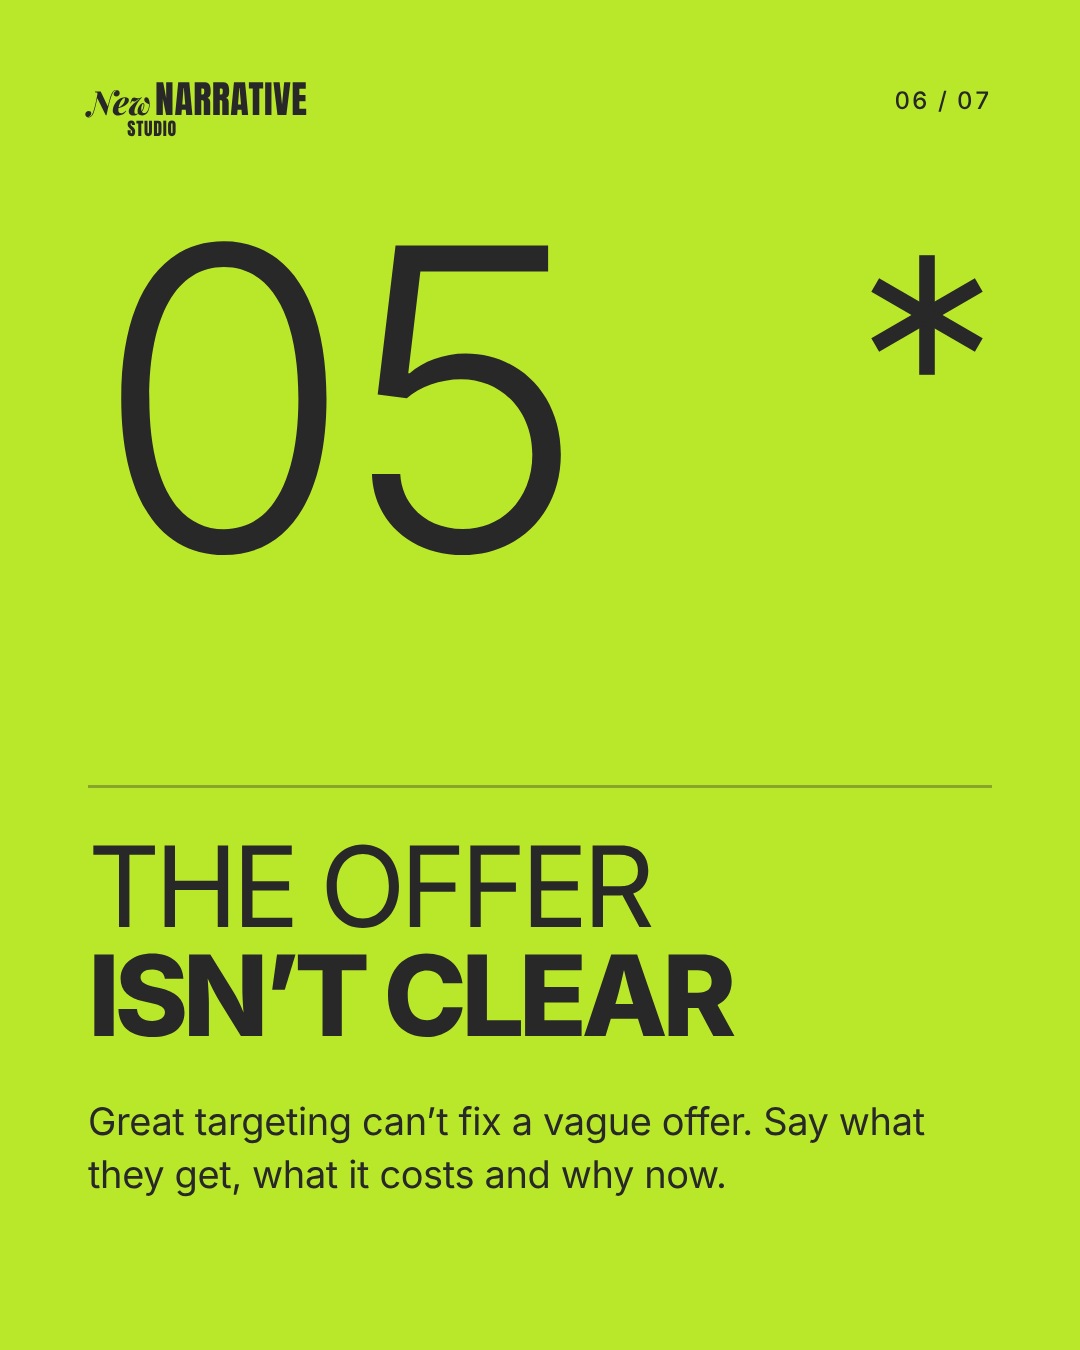 New NARRATIVE
STUDIO
06 / 07
05
*
THE OFFER
ISN’T CLEAR
Great targeting can’t fix a vague offer. Say what
they get, what it costs and why now.